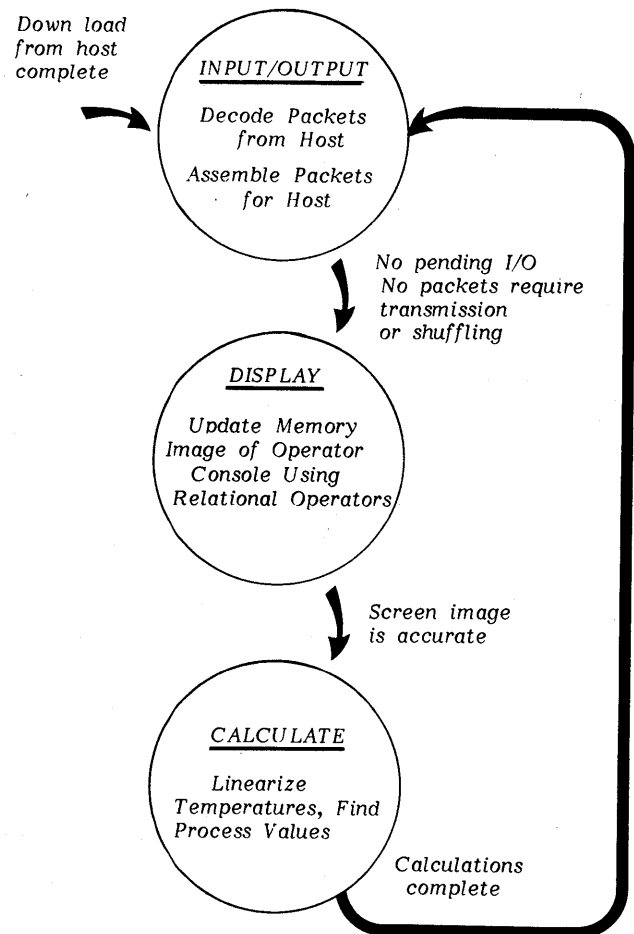 Down load
from host
complete
INPUT/OUTPUT
Decode Packets
from Host
Assemble Packets
for Host
No pending I/O
No packets require
transmission
or shuffling
DISPLAY
Update Memory
Image of Operator
Console Using
Relational Operators
Screen image
is accurate
CALCULATE
Linearize
Temperatures, Find
Process Values
Calculations
complete